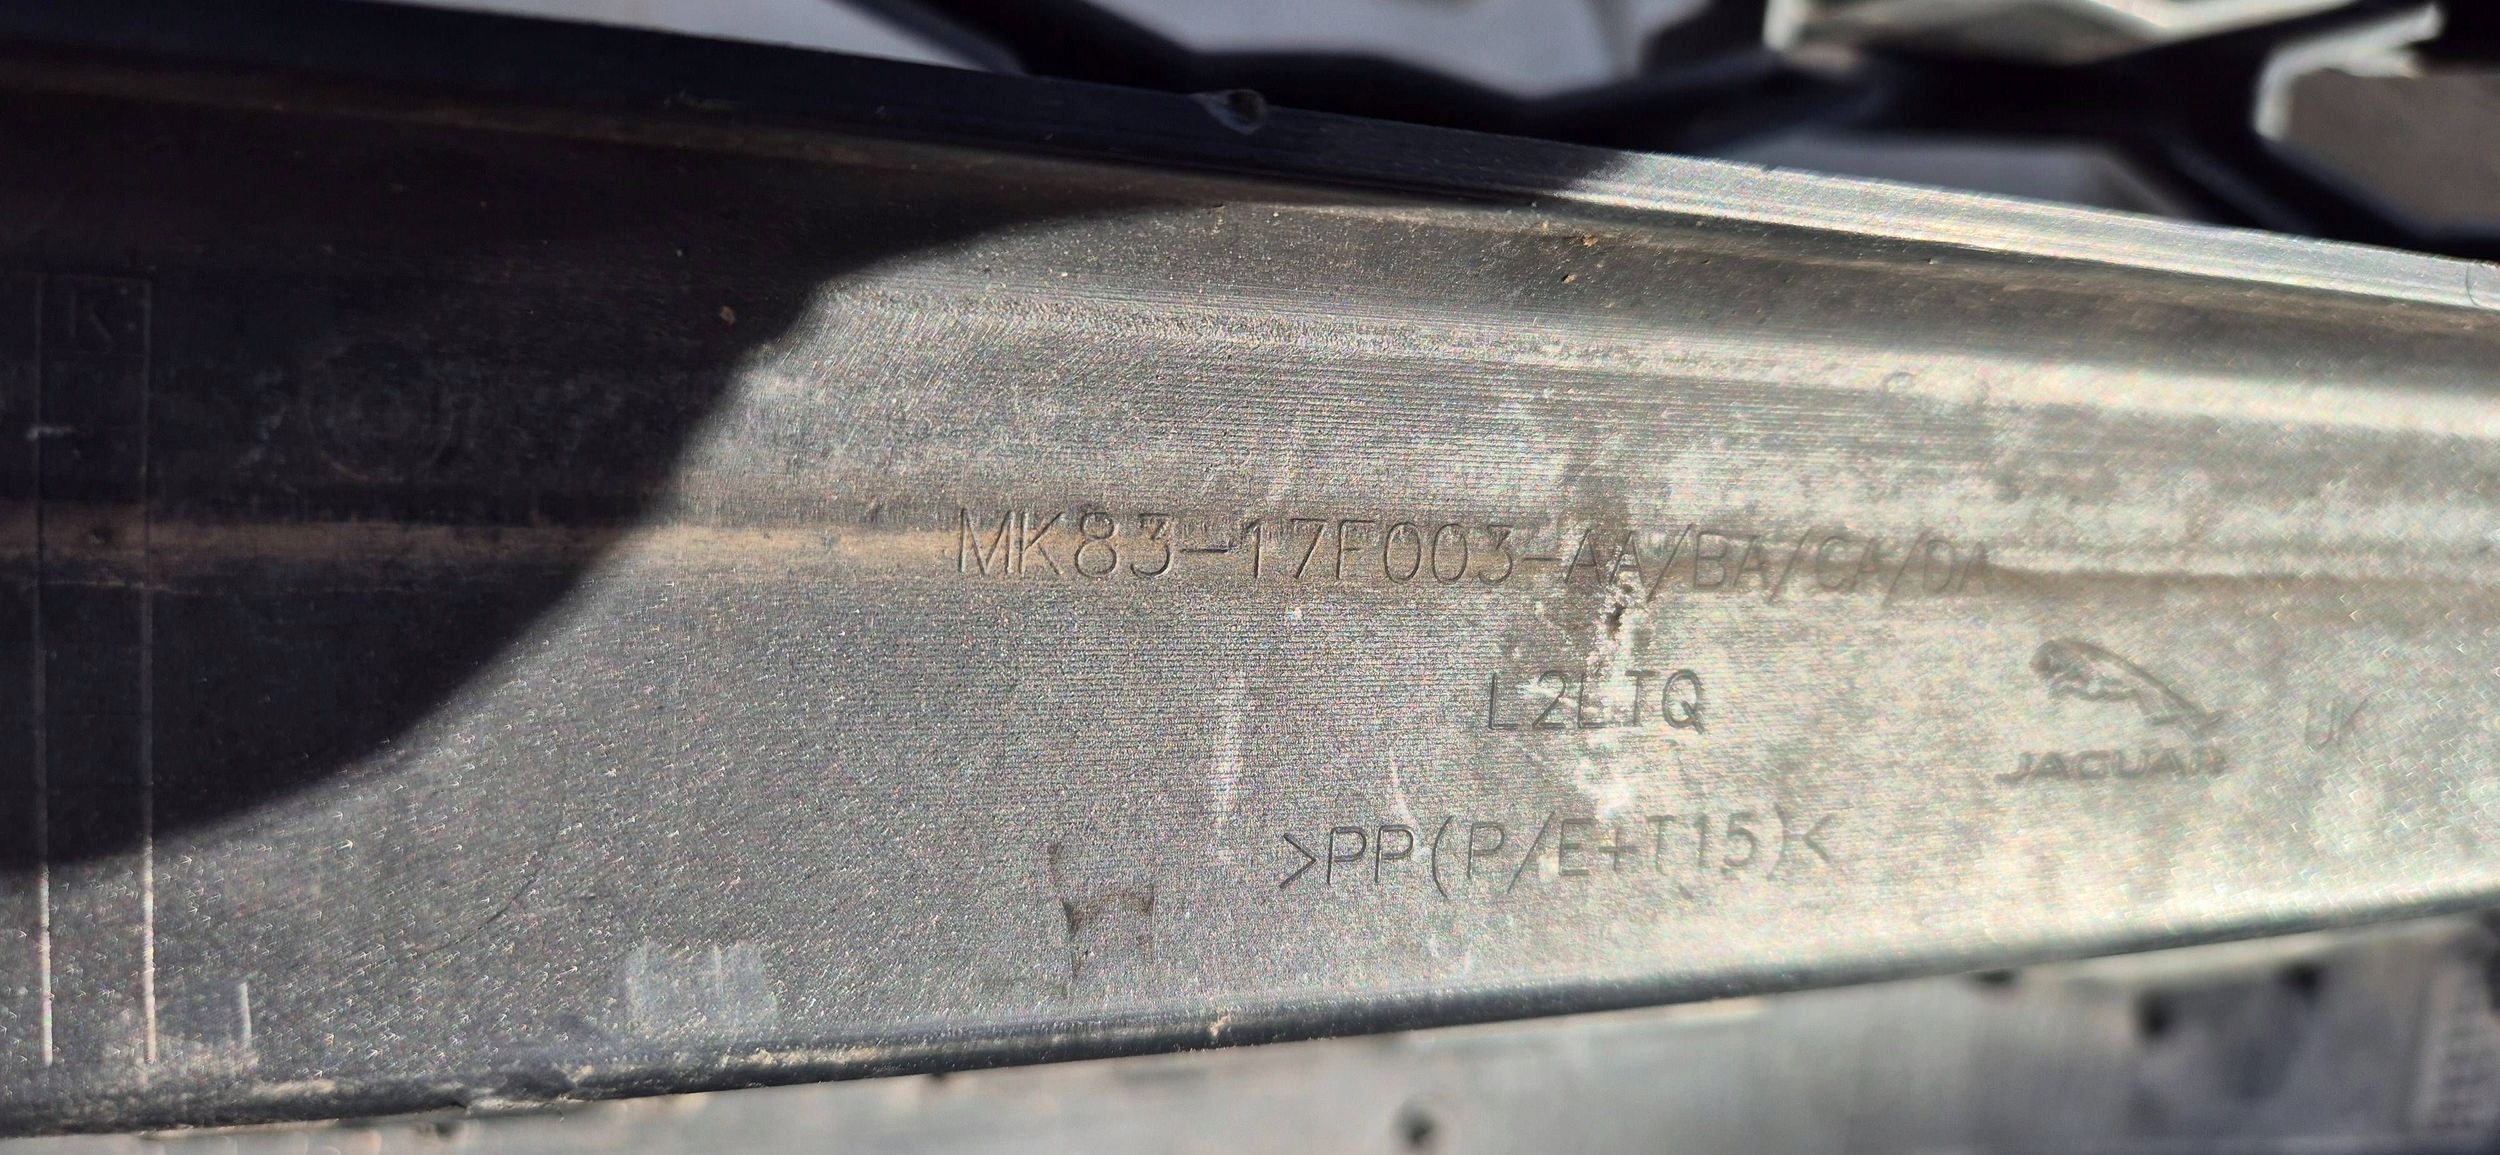 MK83-17F003-AA/BA/CA/DA
L2LTQ
JAGUAR
UK
>PP(P/E+T15)<
K